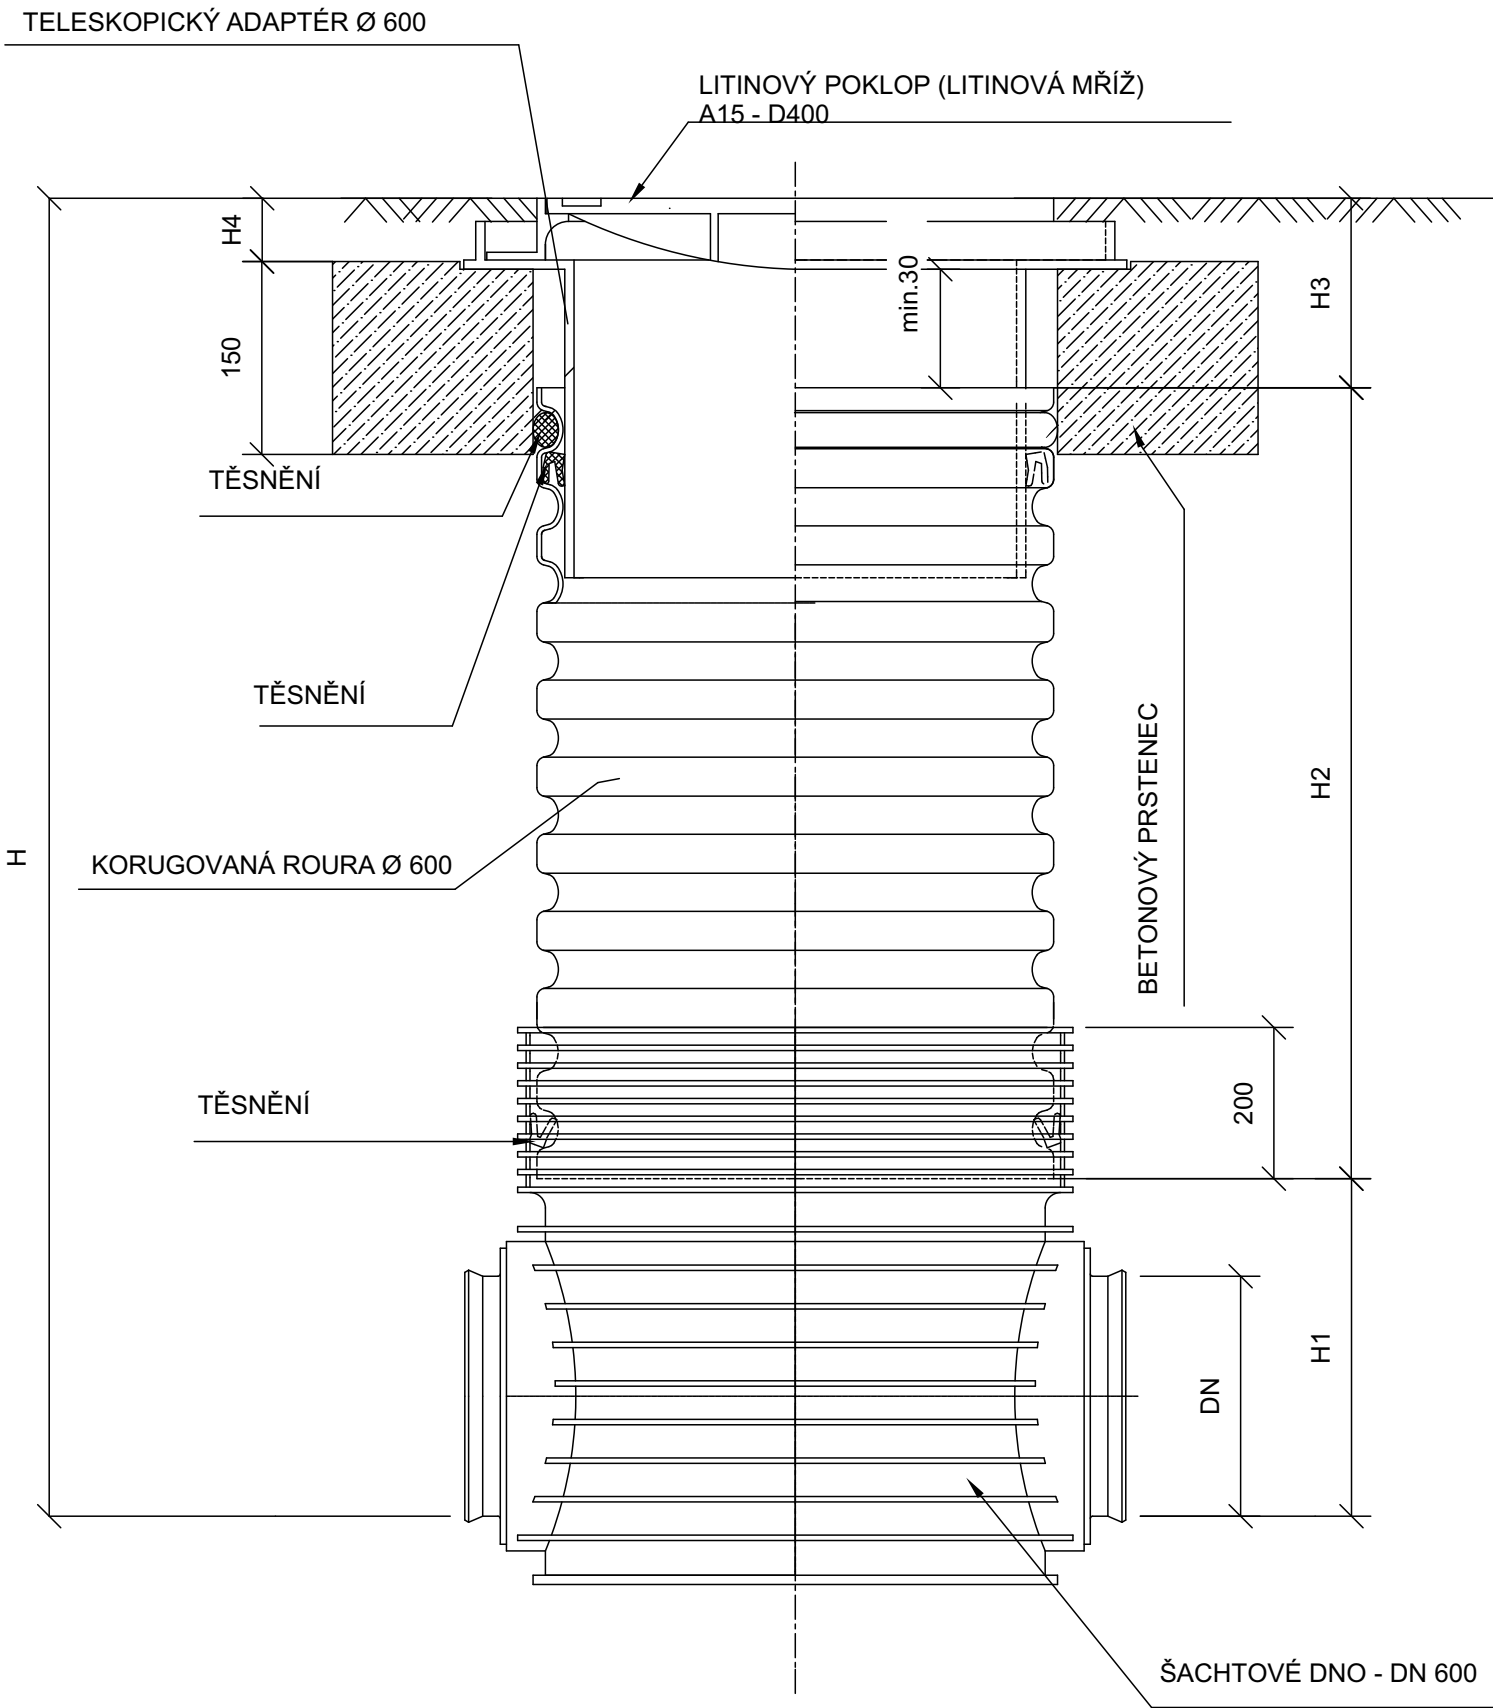 TELESKOPICKÝ ADAPTÉR Ø 600
LITINOVÝ POKLOP (LITINOVÁ MŘÍŽ)
A15 - D400
H4
H3
min.30
150
TĚSNĚNÍ
TĚSNĚNÍ
BETONOVÝ PRSTENEC
H2
H
KORUGOVANÁ ROURA Ø 600
TĚSNĚNÍ
200
H1
DN
ŠACHTOVÉ DNO - DN 600